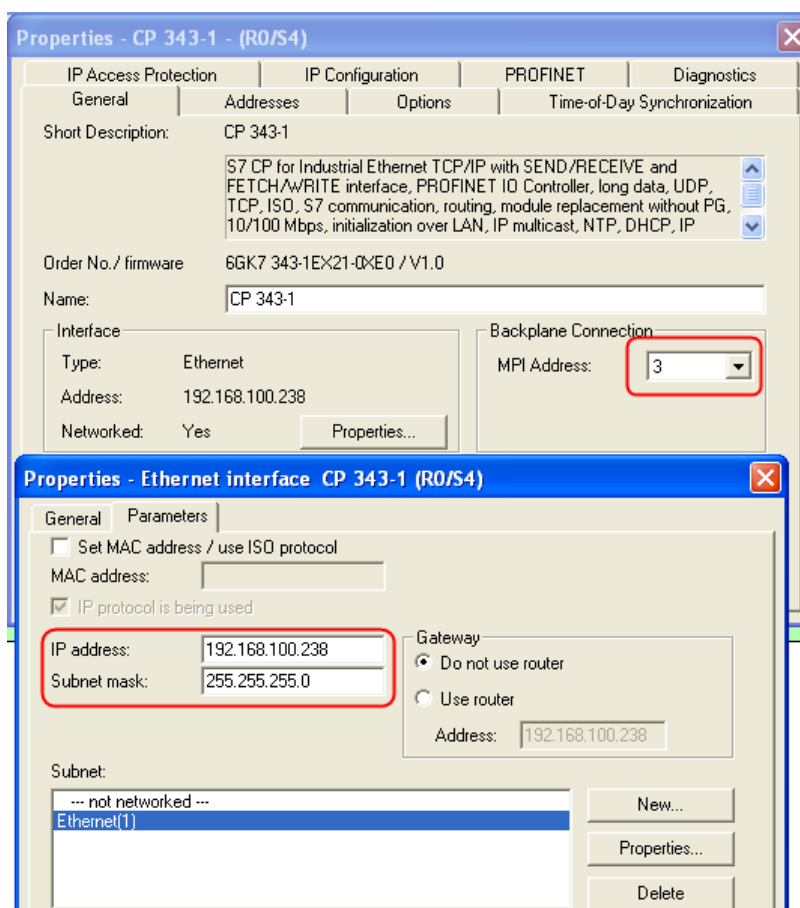 Properties - CP 343-1 - (R0/S4)
IP Access Protection IP Configuration PROFINET Diagnostics
General Addresses Options Time-of-Day Synchronization
Short Description: CP 343-1
S7 CP for Industrial Ethernet TCP/IP with SEND/RECEIVE and
FETCH/WRITE interface, PROFINET IO Controller, long data, UDP,
TCP, ISO, S7 communication, routing, module replacement without PG,
10/100 Mbps, initialization over LAN, IP multicast, NTP, DHCP, IP
Order No./ firmware 6GK7 343-1EX21-0XE0 / V1.0
Name: CP 343-1
Interface
Type: Ethernet
Address: 192.168.100.238
Networked: Yes Properties...
Backplane Connection
MPI Address: 3
Properties - Ethernet interface CP 343-1 (R0/S4)
General Parameters
Set MAC address / use ISO protocol
MAC address:
IP protocol is being used
IP address: 192.168.100.238
Subnet mask: 255.255.255.0
Gateway
Do not use router
Use router
Address: 192.168.100.238
Subnet:
--- not networked ---
Ethernet(1)
New...
Properties...
Delete